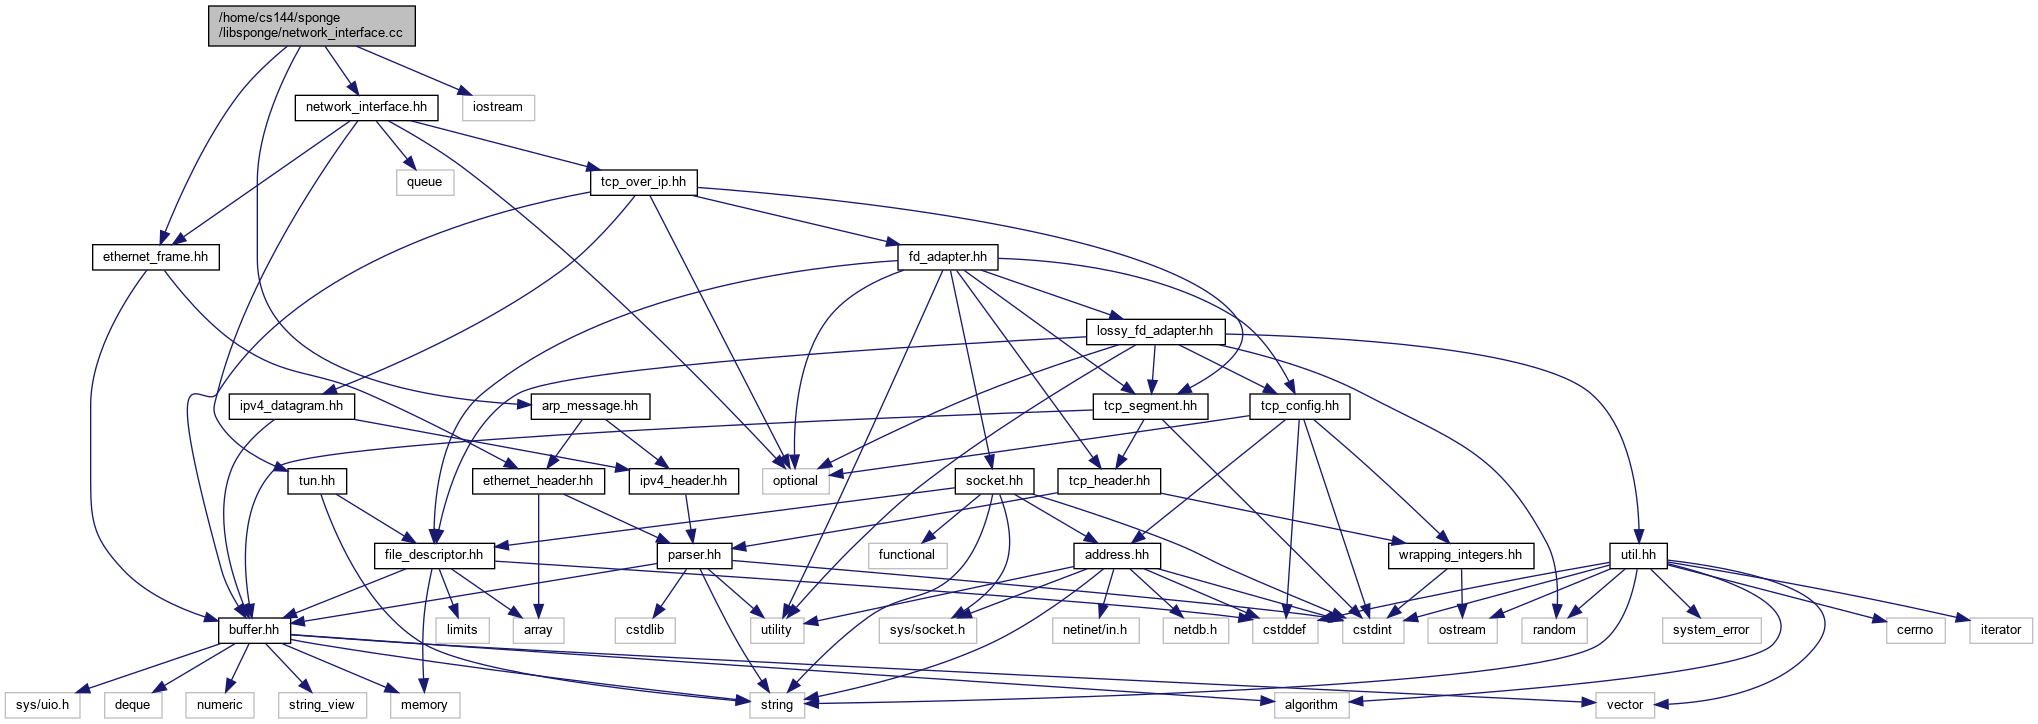 /home/cs144/sponge
/libsponge/network_interface.cc
network_interface.hh
iostream
queue
tcp_over_ip.hh
ethernet_frame.hh
fd_adapter.hh
lossy_fd_adapter.hh
ipv4_datagram.hh
arp_message.hh
tcp_segment.hh
tcp_config.hh
tun.hh
ethernet_header.hh
ipv4_header.hh
optional
socket.hh
tcp_header.hh
file_descriptor.hh
parser.hh
functional
address.hh
wrapping_integers.hh
util.hh
buffer.hh
limits
array
cstdlib
utility
sys/socket.h
netinet/in.h
netdb.h
cstddef
cstdint
ostream
random
system_error
cerrno
iterator
sys/uio.h
deque
numeric
string_view
memory
string
algorithm
vector